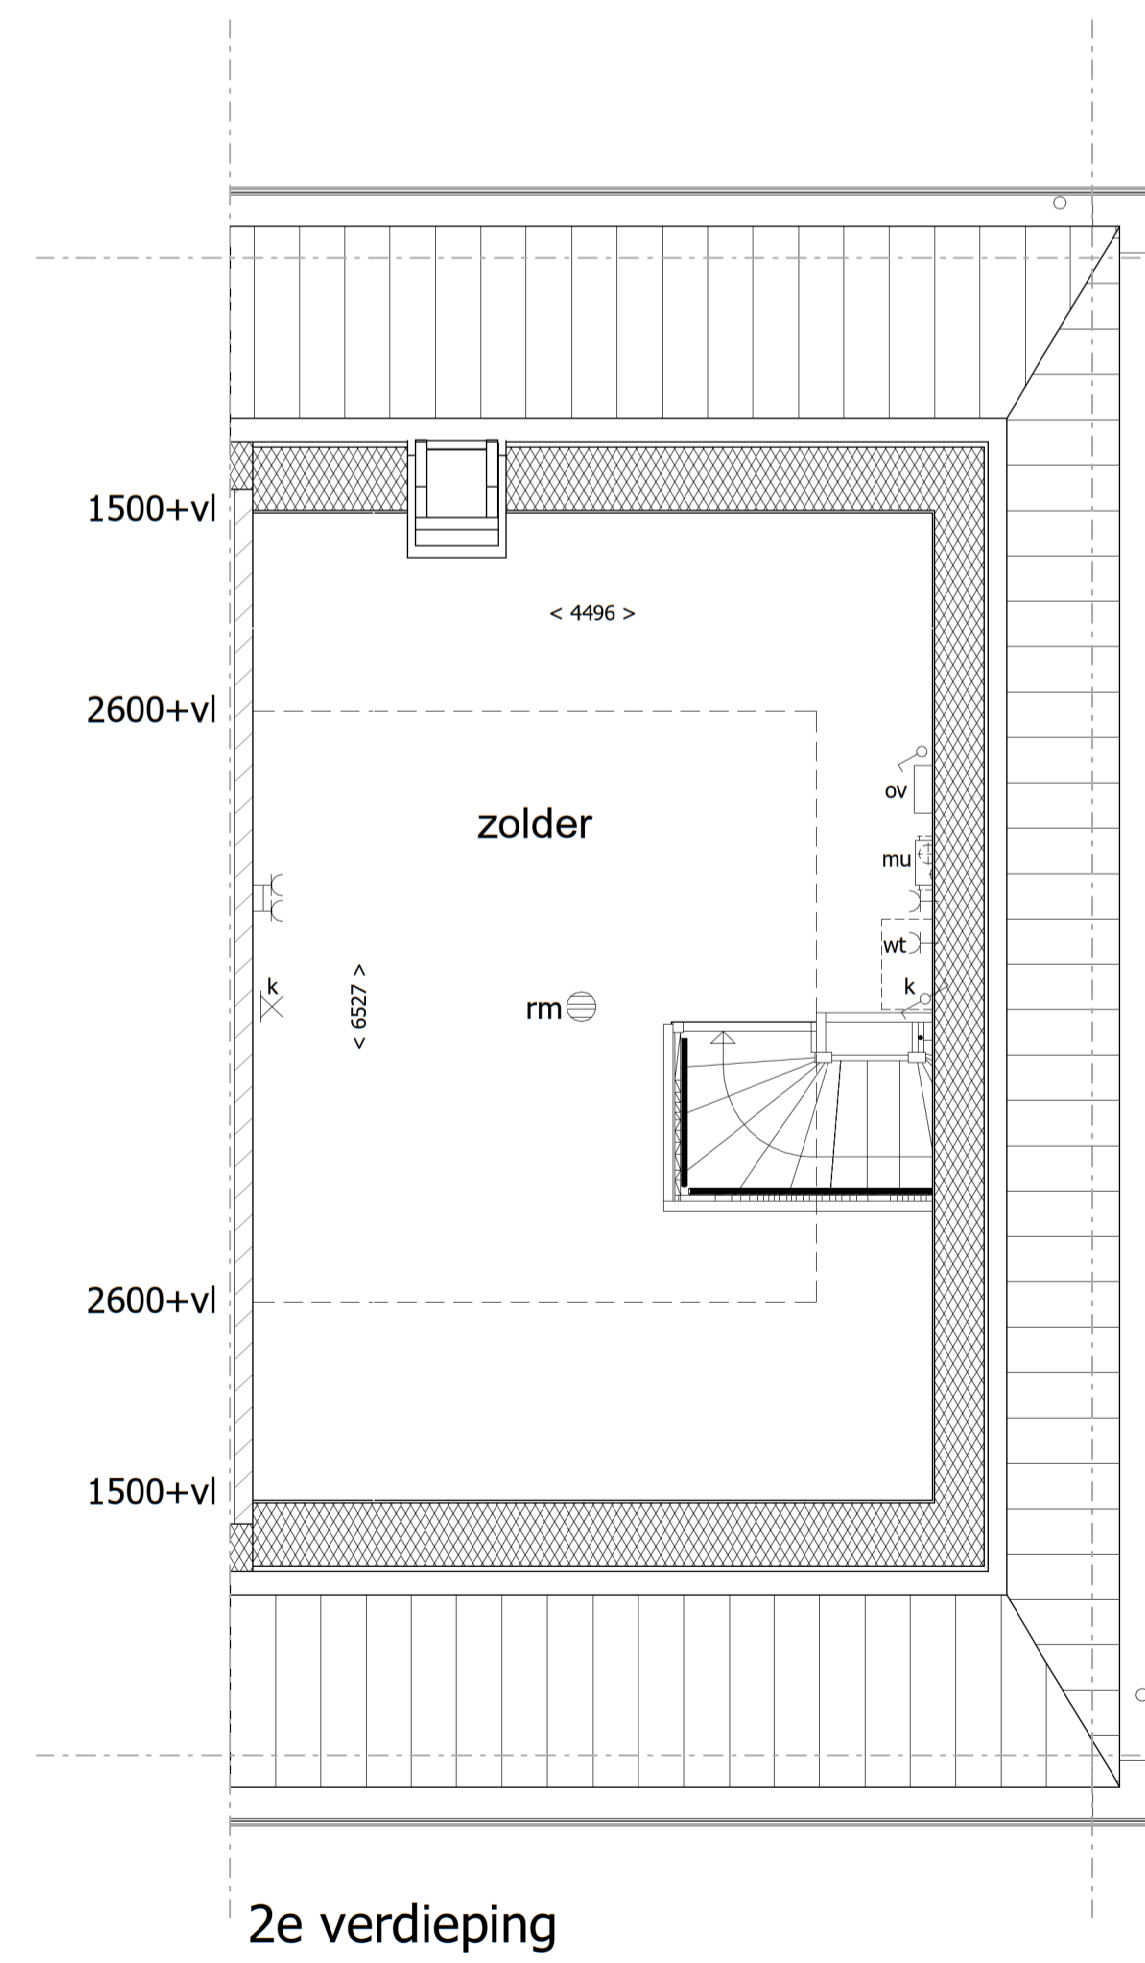 1500+vl
< 4496 >
2600+vl
ov
zolder
mu
wt
k
k
< 6527 >
rm
2600+vl
1500+vl
2e verdieping